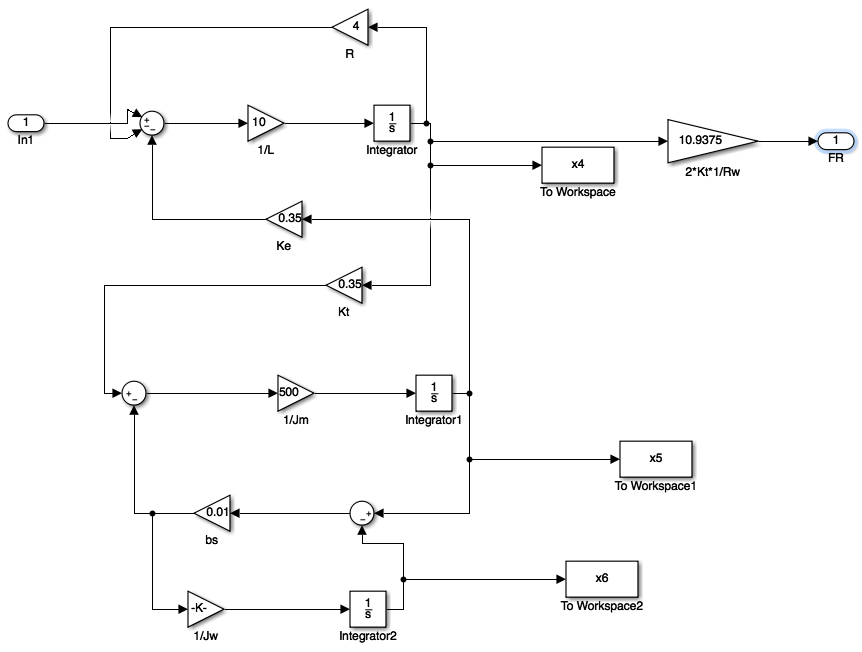 4
R
1
In1
+
−
−
10
1/L
1
s
Integrator
x4
To Workspace
10.9375
2*Kt*1/Rw
1
FR
0.35
Ke
0.35
Kt
+
−
500
1/Jm
1
s
Integrator1
x5
To Workspace1
0.01
bs
+
−
x6
To Workspace2
-K-
1/Jw
1
s
Integrator2